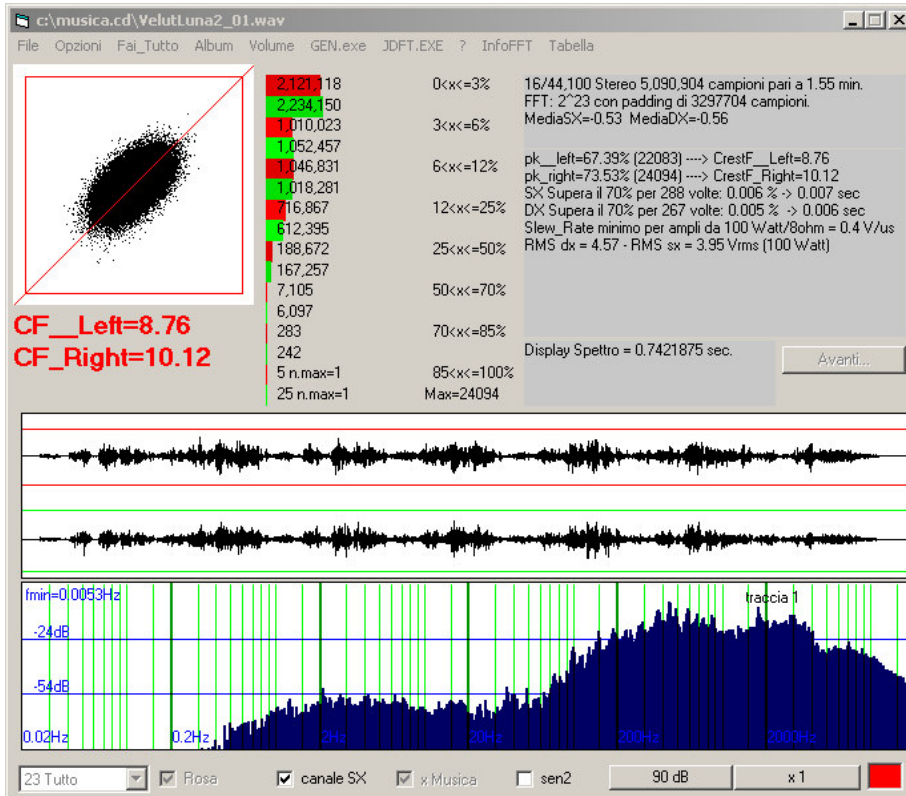 c:\musica.cd\VelutLuna2_01.wav
File Opzioni Fai_Tutto Album Volume GEN.exe JDFT.EXE ? InfoFFT Tabella
2,121,118 0<x<=3%
2,234,150
1,010,023 3<x<=6%
1,052,457
1,046,831 6<x<=12%
1,018,281
716,867 12<x<=25%
612,395
188,672 25<x<=50%
167,257
7,105 50<x<=70%
6,097
283 70<x<=85%
242
5 n.max=1 85<x<=100%
25 n.max=1 Max=24094
CF__Left=8.76
CF_Right=10.12
16/44,100 Stereo 5,090,904 campioni pari a 1.55 min.
FFT: 2^23 con padding di 3297704 campioni.
MediaSX=-0.53 MediaDX=-0.56
pk__left=67.39% (22083) ----> CrestF__Left=8.76
pk_right=73.53% (24094) ----> CrestF_Right=10.12
SX Supera il 70% per 288 volte: 0.006 % -> 0.007 sec
DX Supera il 70% per 267 volte: 0.005 % -> 0.006 sec
Slew_Rate minimo per ampli da 100 Watt/8ohm = 0.4 V/us
RMS dx = 4.57 - RMS sx = 3.95 Vrms (100 Watt)
Display Spettro = 0.7421875 sec.
Avanti...
fmin=0.0053Hz
traccia 1
-24dB
-54dB
0.02Hz 0.2Hz 2Hz 20Hz 200Hz 2000Hz
23 Tutto Rosa canale SX x Musica sen2 90 dB x 1